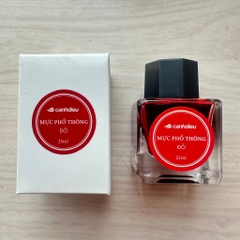 canhdieu
MỰC PHỔ THÔNG
ĐỎ
25ml
canhdieu
MỰC PHỔ THÔNG
ĐỎ
25ml